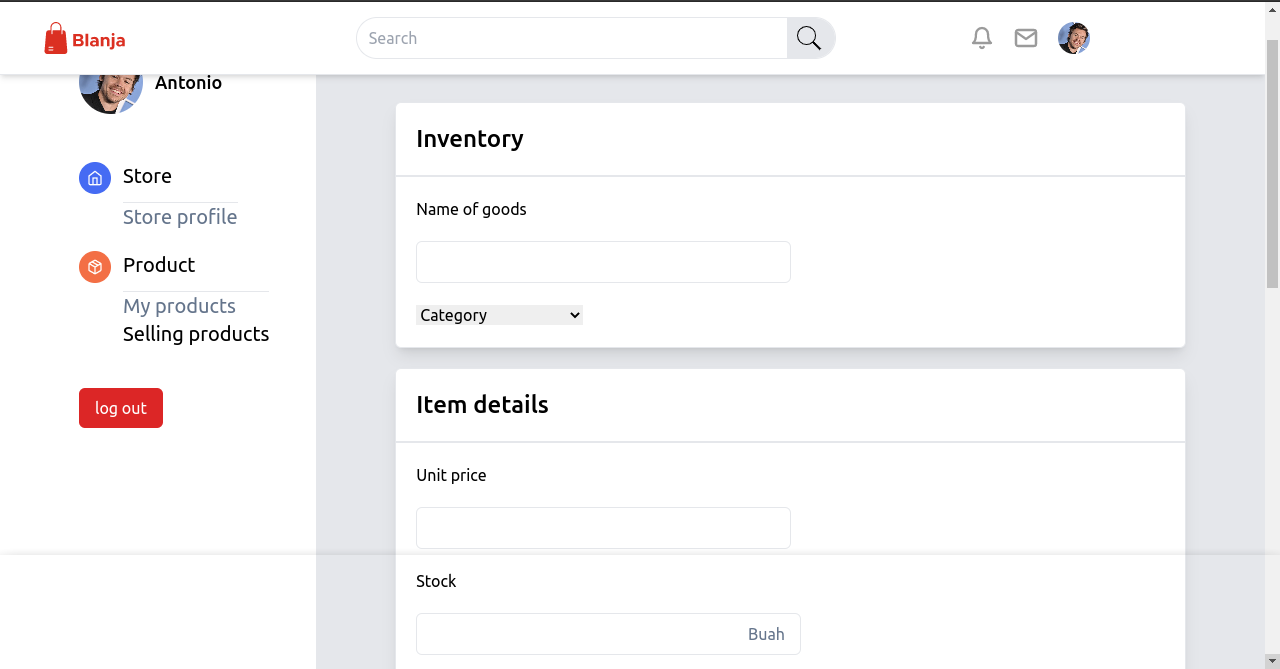 Blanja
Search
Antonio
Store
Store profile
Product
My products
Selling products
log out
Inventory
Name of goods
Category
Item details
Unit price
Stock
Buah